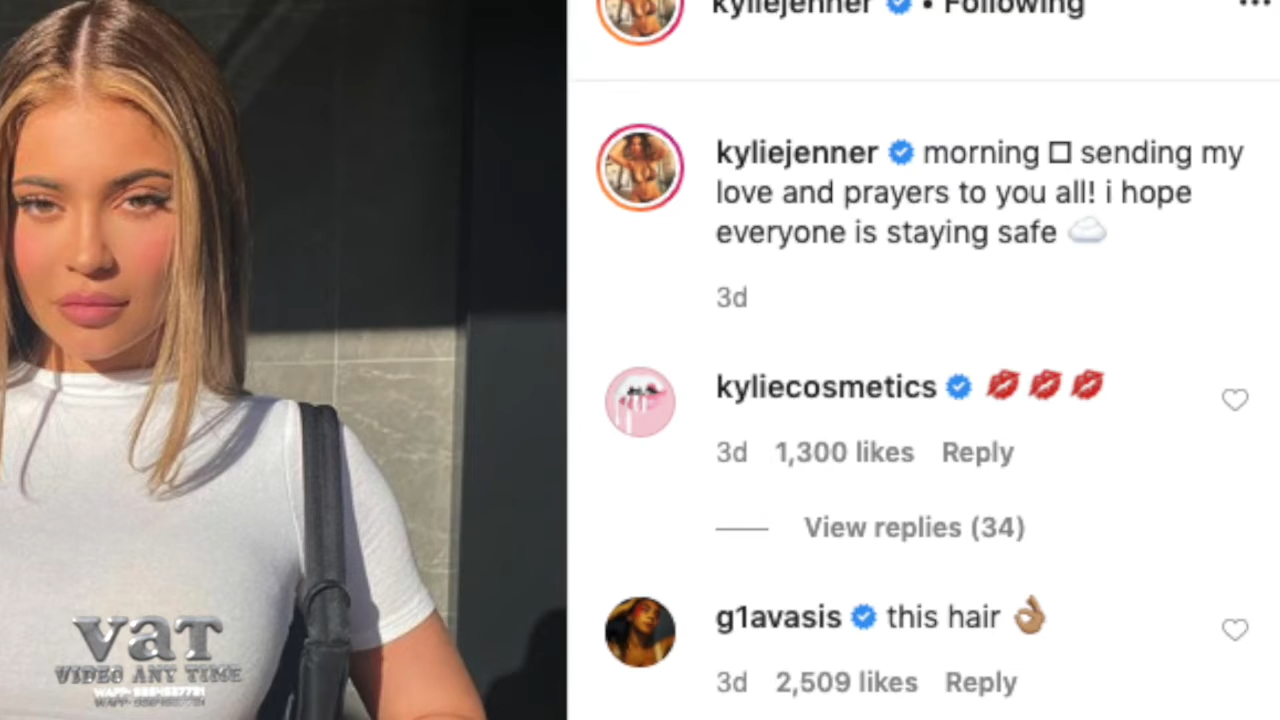 kyliejenner • Following
kyliejenner morning □ sending my
love and prayers to you all! i hope
everyone is staying safe ☁️
3d
kyliecosmetics 💋💋💋
3d 1,300 likes Reply
View replies (34)
g1avasis this hair 👌🏽
3d 2,509 likes Reply
vaT
VIDEO ANY TIME